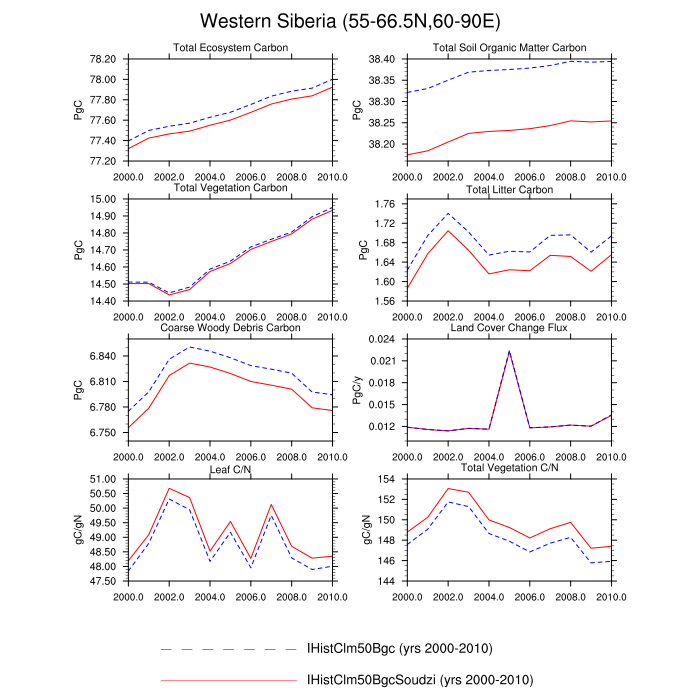 Western Siberia (55-66.5N,60-90E)
Total Ecosystem Carbon
78.20
78.00
77.80
77.60
77.40
77.20
PgC
2000.0 2002.0 2004.0 2006.0 2008.0 2010.0
Total Soil Organic Matter Carbon
38.40
38.35
38.30
38.25
38.20
PgC
2000.0 2002.0 2004.0 2006.0 2008.0 2010.0
Total Vegetation Carbon
15.00
14.90
14.80
14.70
14.60
14.50
14.40
PgC
2000.0 2002.0 2004.0 2006.0 2008.0 2010.0
Total Litter Carbon
1.76
1.72
1.68
1.64
1.60
1.56
PgC
2000.0 2002.0 2004.0 2006.0 2008.0 2010.0
Coarse Woody Debris Carbon
6.840
6.810
6.780
6.750
PgC
2000.0 2002.0 2004.0 2006.0 2008.0 2010.0
Land Cover Change Flux
0.024
0.021
0.018
0.015
0.012
PgC/y
2000.0 2002.0 2004.0 2006.0 2008.0 2010.0
Leaf C/N
51.00
50.50
50.00
49.50
49.00
48.50
48.00
47.50
gC/gN
2000.0 2002.0 2004.0 2006.0 2008.0 2010.0
Total Vegetation C/N
154
152
150
148
146
144
gC/gN
2000.0 2002.0 2004.0 2006.0 2008.0 2010.0
IHistClm50Bgc (yrs 2000-2010)
IHistClm50BgcSoudzi (yrs 2000-2010)